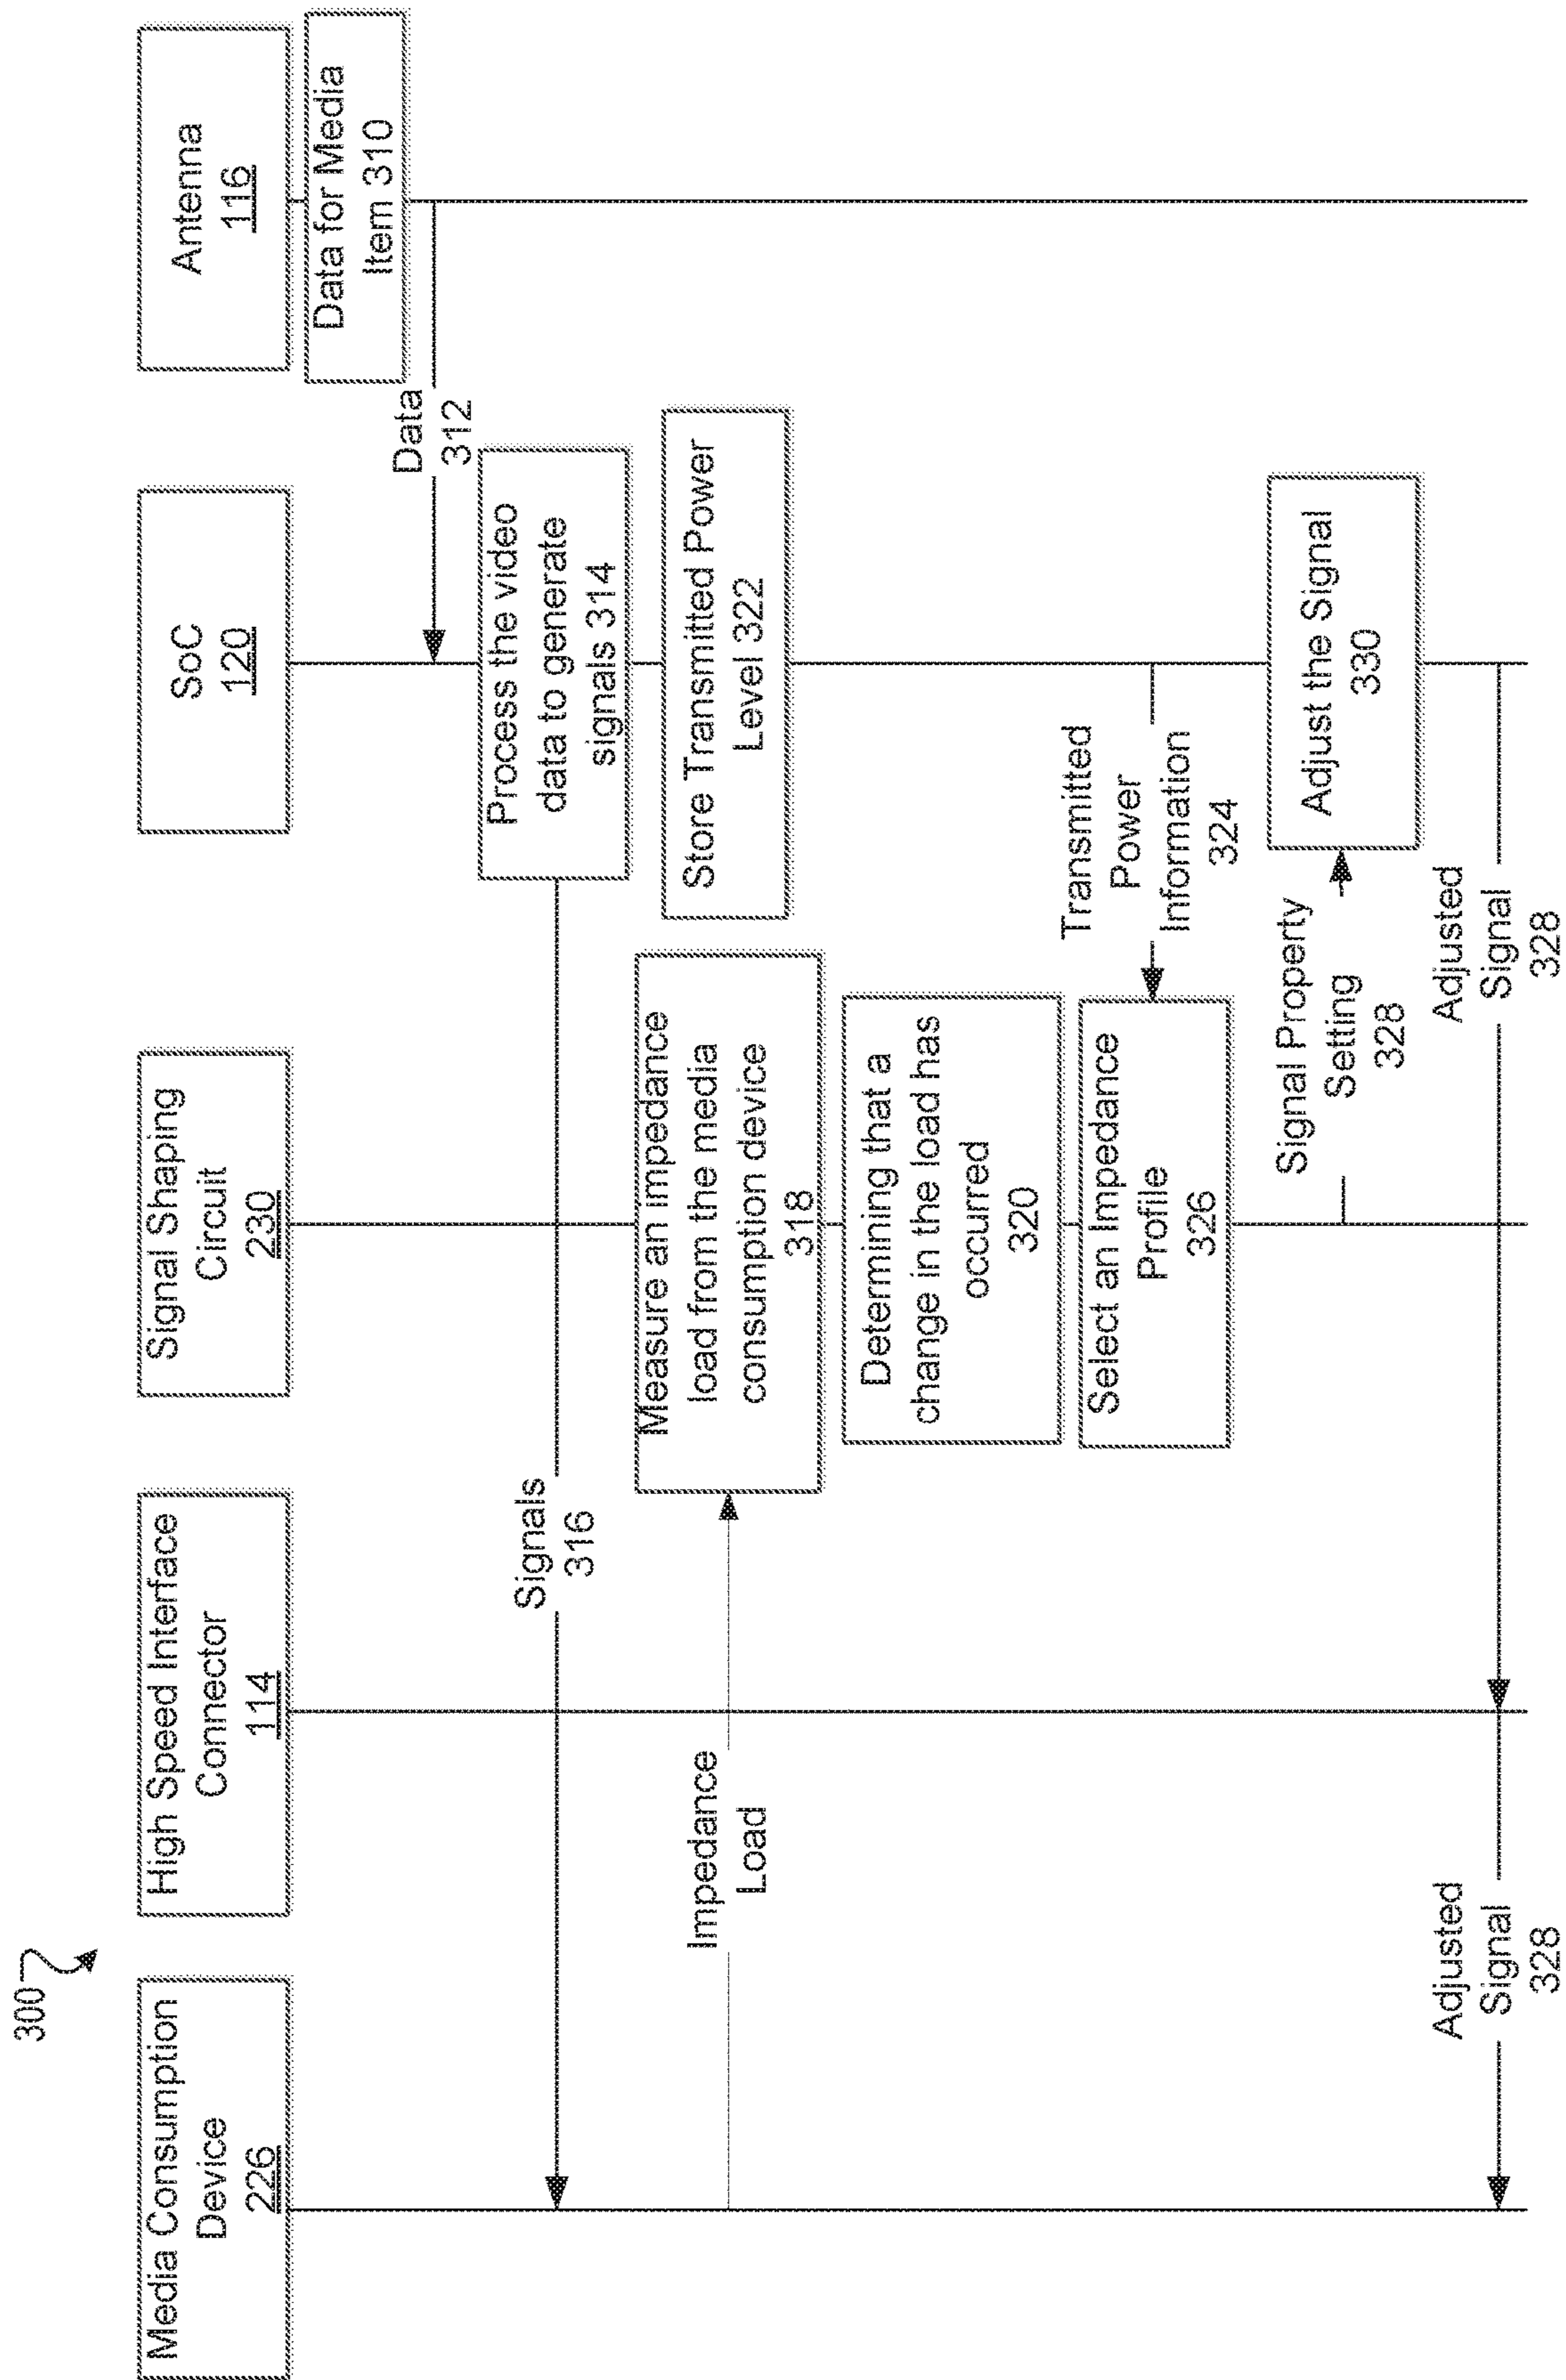 300
Media Consumption
Device
226
High Speed Interface
Connector
114
Signal Shaping
Circuit
230
SoC
120
Antenna
116
Data for Media
Item 310
Data
312
Process the video
data to generate
signals 314
Signals
316
Store Transmitted Power
Level 322
Impedance
Load
Measure an impedance
load from the media
consumption device
318
Determining that a
change in the load has
occurred
320
Transmitted
Power
Information
324
Select an Impedance
Profile
326
Signal Property
Setting
328
Adjust the Signal
330
Adjusted
Signal
328
Adjusted
Signal
328